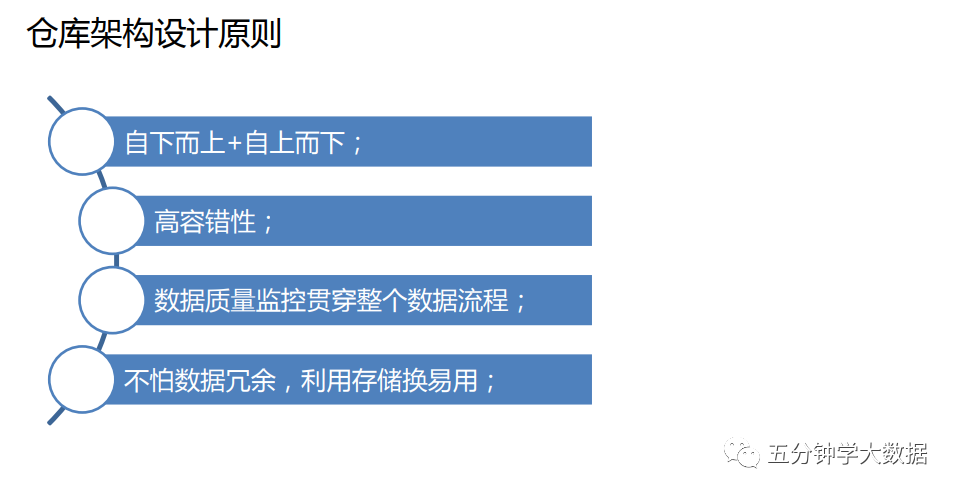 仓库架构设计原则
自下而上+自上而下；
高容错性；
数据质量监控贯穿整个数据流程；
不怕数据冗余，利用存储换易用；
五分钟学大数据